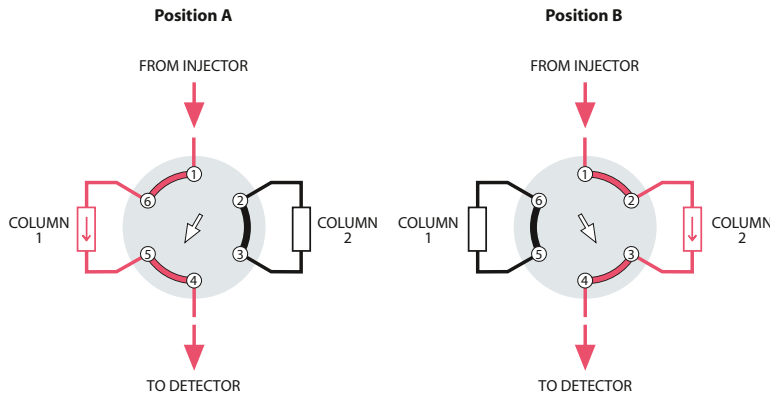 Position A
FROM INJECTOR
1
6
2
COLUMN
1
COLUMN
2
5
3
4
TO DETECTOR
Position B
FROM INJECTOR
1
6
2
COLUMN
1
COLUMN
2
5
3
4
TO DETECTOR